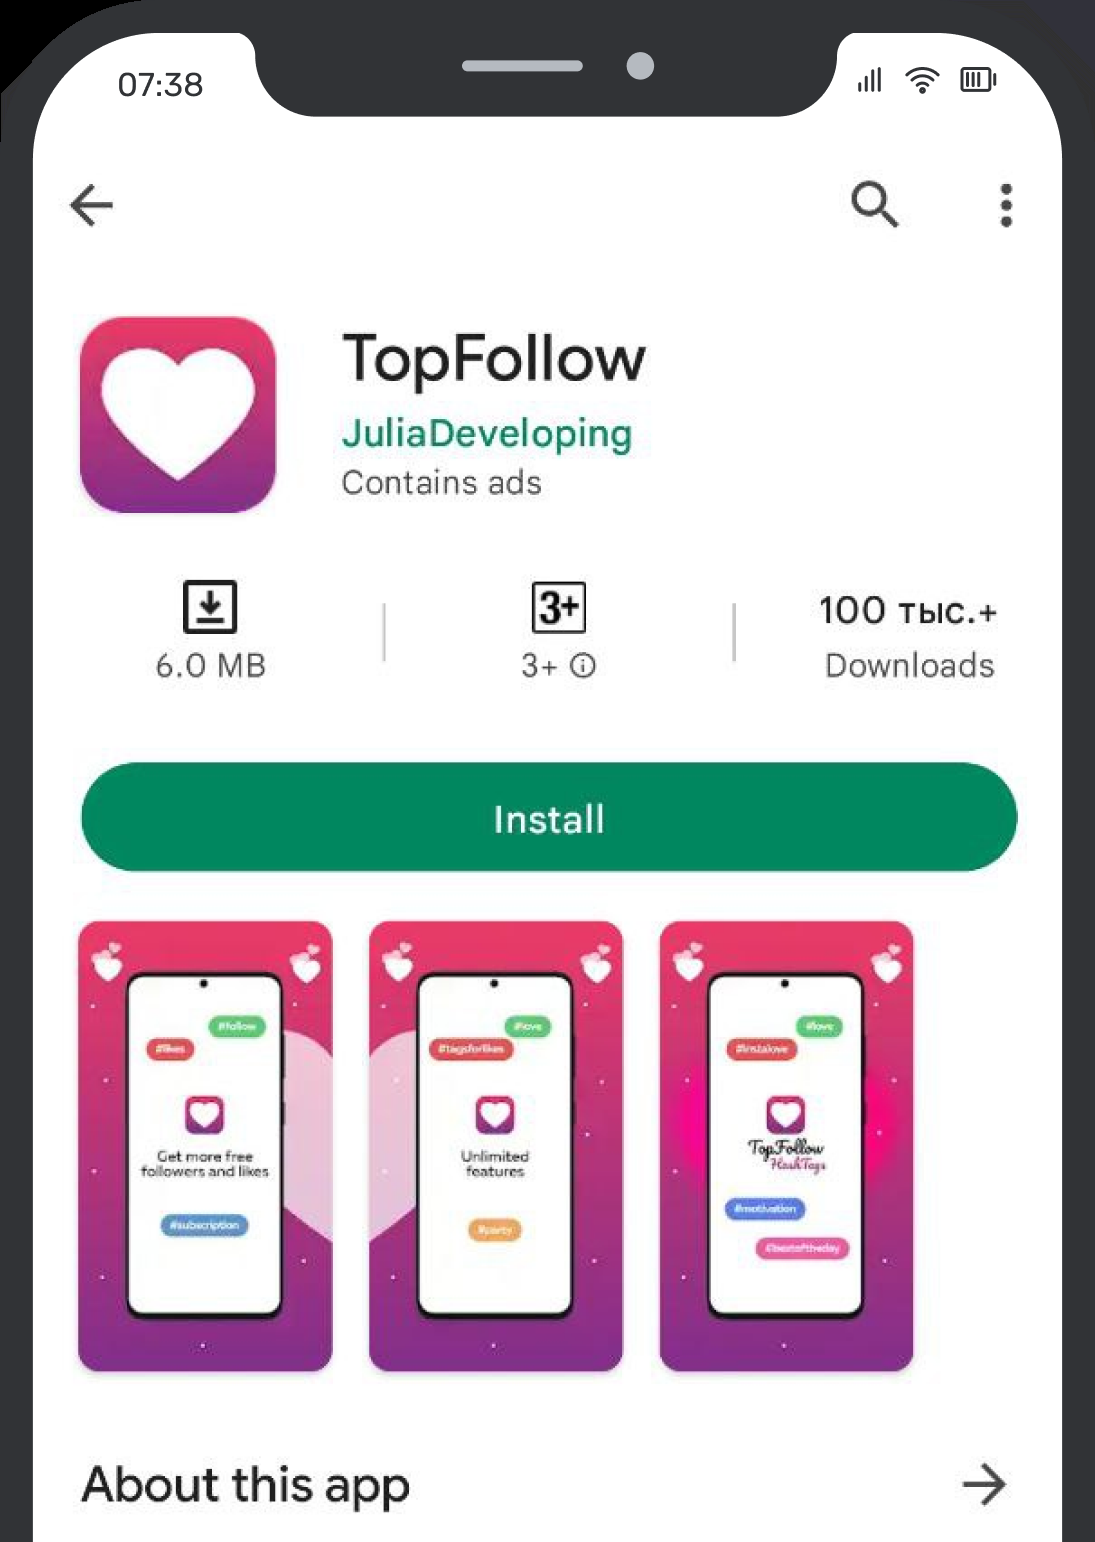 07:38
TopFollow
JuliaDeveloping
Contains ads
3+
100 тыс.+
6.0 MB
3+
Downloads
Install
#follow
#likes
Get more free
followers and likes
#subscription
#love
#tagsforlikes
Unlimited
features
#party
#love
#instalove
TopFollow
HashTags
#motivation
#bestoftheday
About this app